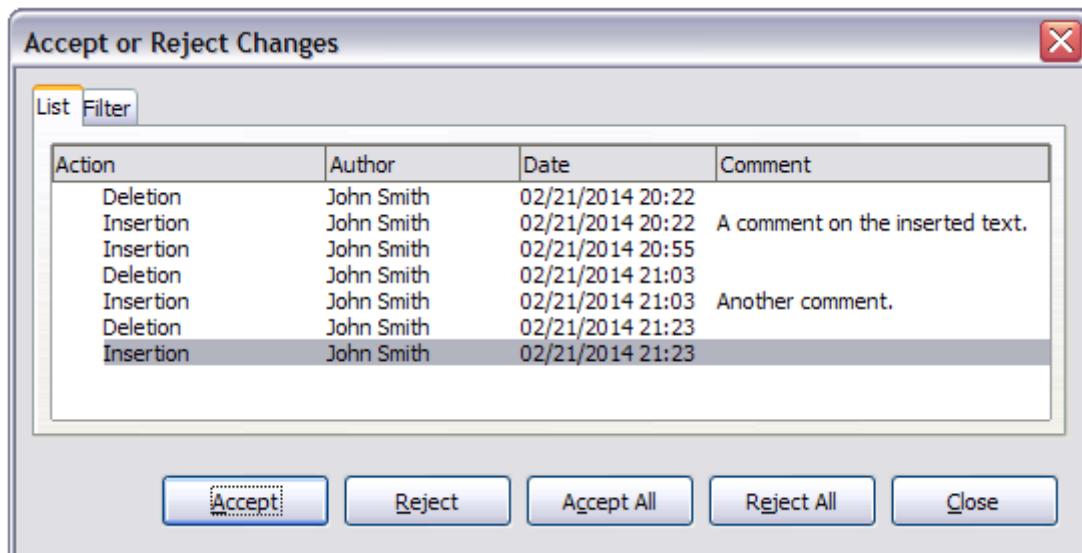 Accept or Reject Changes
List Filter
Action Author Date Comment
Deletion John Smith 02/21/2014 20:22
Insertion John Smith 02/21/2014 20:22 A comment on the inserted text.
Insertion John Smith 02/21/2014 20:55
Deletion John Smith 02/21/2014 21:03
Insertion John Smith 02/21/2014 21:03 Another comment.
Deletion John Smith 02/21/2014 21:23
Insertion John Smith 02/21/2014 21:23
Accept Reject Accept All Reject All Close